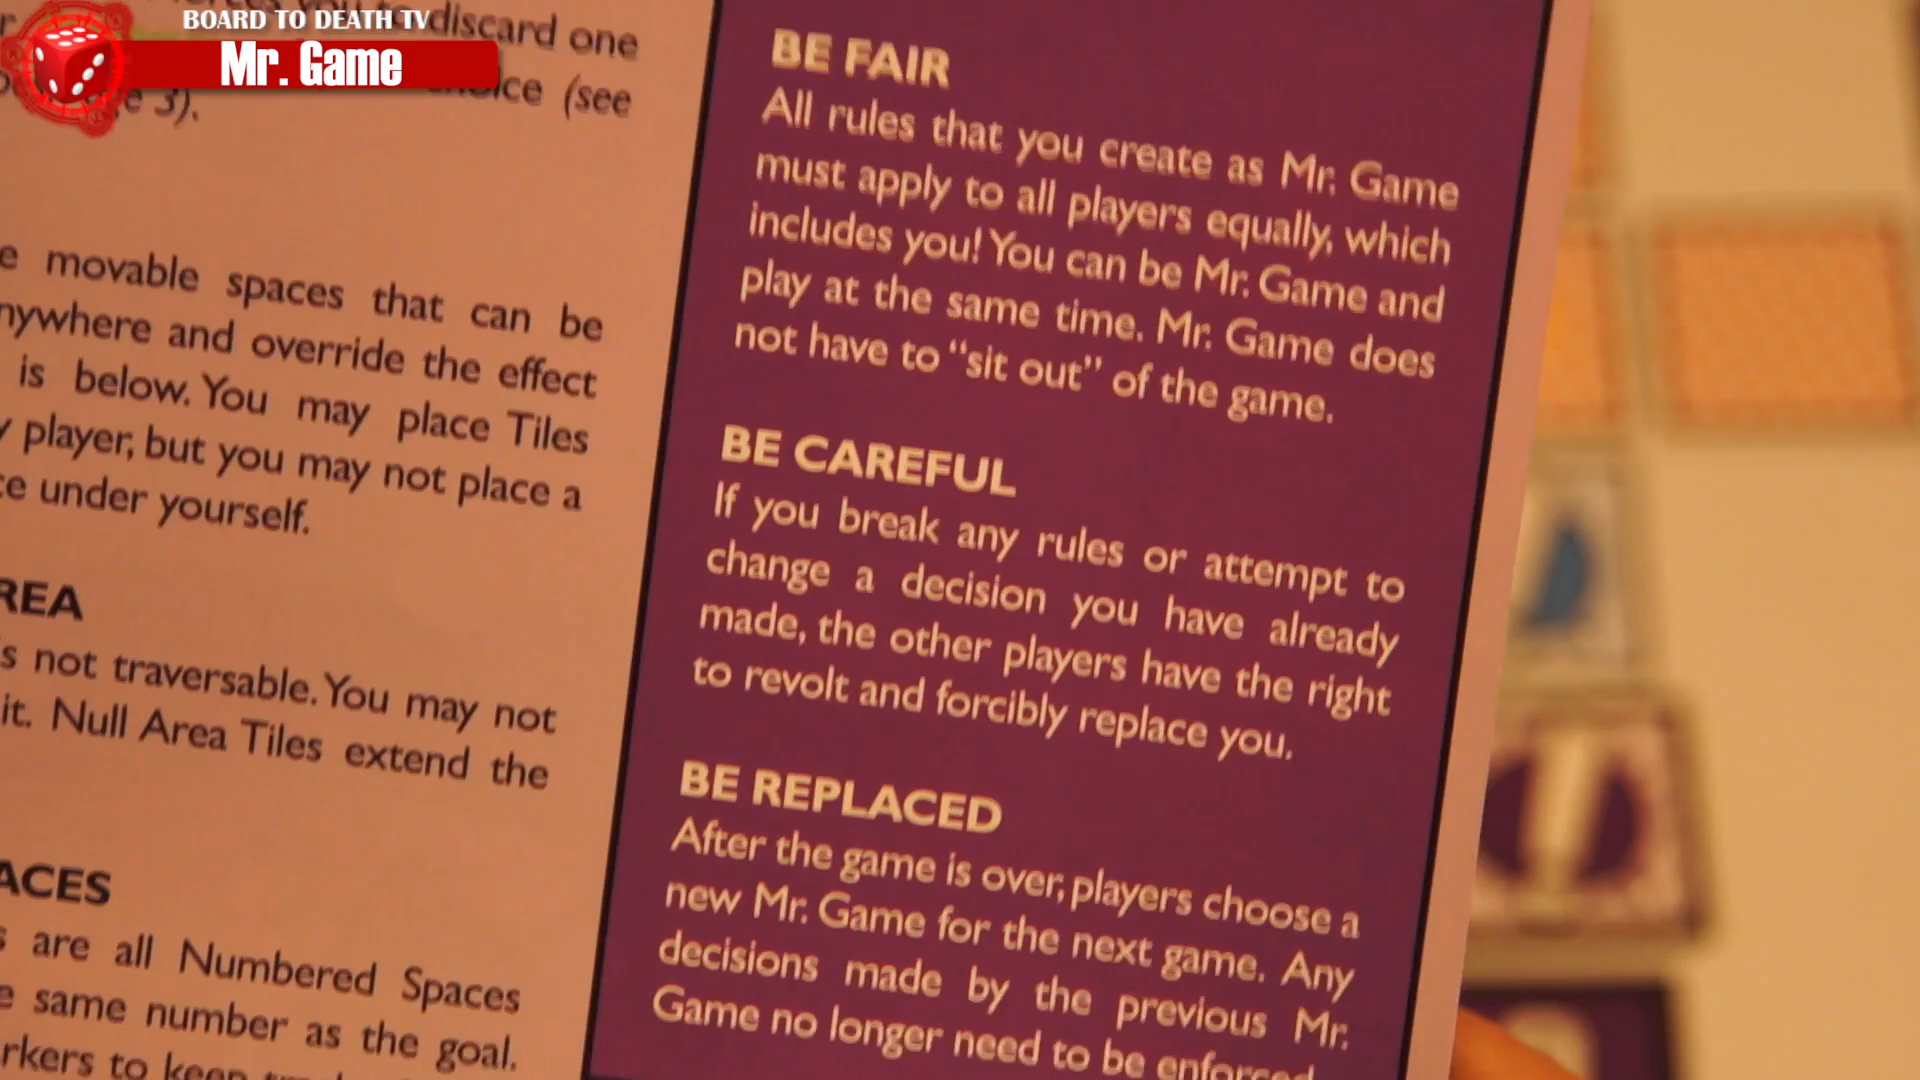 BOARD TO DEATH TV
Mr. Game
you to discard one
(see
3).
movable spaces that can be
and override the effect
is below. You may place Tiles
player, but you may not place a
under yourself.
not traversable. You may not
it. Null Area Tiles extend the
are all Numbered Spaces
same number as the goal.
to keep
BE FAIR
All rules that you create as Mr. Game
must apply to all players equally, which
includes you! You can be Mr. Game and
play at the same time. Mr. Game does
not have to “sit out” of the game.
BE CAREFUL
If you break any rules or attempt to
change a decision you have already
made, the other players have the right
to revolt and forcibly replace you.
BE REPLACED
After the game is over, players choose a
new Mr. Game for the next game. Any
decisions made by the previous Mr.
Game no longer need to be enforced